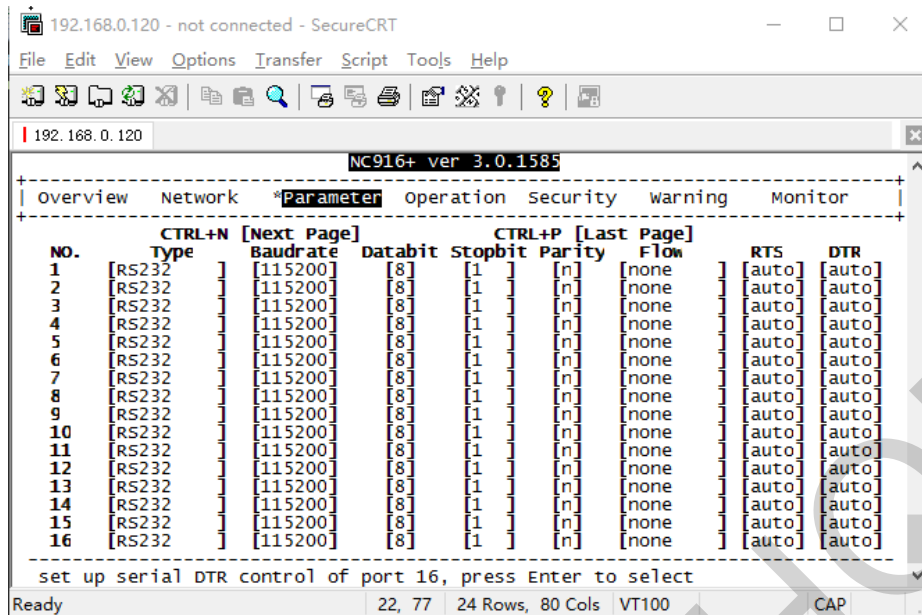 192.168.0.120 - not connected - SecureCRT
File Edit View Options Transfer Script Tools Help
192.168.0.120
NC916+ ver 3.0.1585
+------------------------------------------------------------------------------+
| Overview Network *Parameter Operation Security Warning Monitor |
+------------------------------------------------------------------------------+
CTRL+N [Next Page] CTRL+P [Last Page]
NO. Type Baudrate Databit Stopbit Parity Flow RTS DTR
1 [RS232 ] [115200] [8] [1 ] [n] [none ] [auto] [auto]
2 [RS232 ] [115200] [8] [1 ] [n] [none ] [auto] [auto]
3 [RS232 ] [115200] [8] [1 ] [n] [none ] [auto] [auto]
4 [RS232 ] [115200] [8] [1 ] [n] [none ] [auto] [auto]
5 [RS232 ] [115200] [8] [1 ] [n] [none ] [auto] [auto]
6 [RS232 ] [115200] [8] [1 ] [n] [none ] [auto] [auto]
7 [RS232 ] [115200] [8] [1 ] [n] [none ] [auto] [auto]
8 [RS232 ] [115200] [8] [1 ] [n] [none ] [auto] [auto]
9 [RS232 ] [115200] [8] [1 ] [n] [none ] [auto] [auto]
10 [RS232 ] [115200] [8] [1 ] [n] [none ] [auto] [auto]
11 [RS232 ] [115200] [8] [1 ] [n] [none ] [auto] [auto]
12 [RS232 ] [115200] [8] [1 ] [n] [none ] [auto] [auto]
13 [RS232 ] [115200] [8] [1 ] [n] [none ] [auto] [auto]
14 [RS232 ] [115200] [8] [1 ] [n] [none ] [auto] [auto]
15 [RS232 ] [115200] [8] [1 ] [n] [none ] [auto] [auto]
16 [RS232 ] [115200] [8] [1 ] [n] [none ] [auto] [auto]
------------------------------------------------------------------------------
set up serial DTR control of port 16, press Enter to select
Ready 22, 77 24 Rows, 80 Cols VT100 CAP